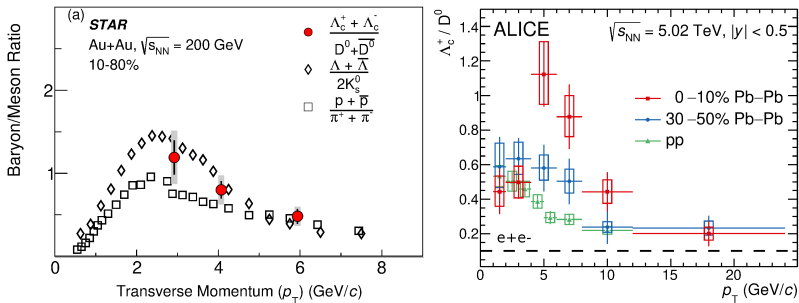 (a)
STAR
Au+Au, √sNN = 200 GeV
10-80%
Λc+ + Λc-
D0+D̅0
Λ + Λ̅
2Ks0
p + p̅
π+ + π-
Baryon/Meson Ratio
2
1
0 2 4 6 8
Transverse Momentum (pT) (GeV/c)
ALICE
√sNN = 5.02 TeV, |y| < 0.5
0–10% Pb–Pb
30–50% Pb–Pb
pp
e+e-
Λc+ / D0
1.4
1.2
1
0.8
0.6
0.4
0.2
0 5 10 15 20
pT (GeV/c)